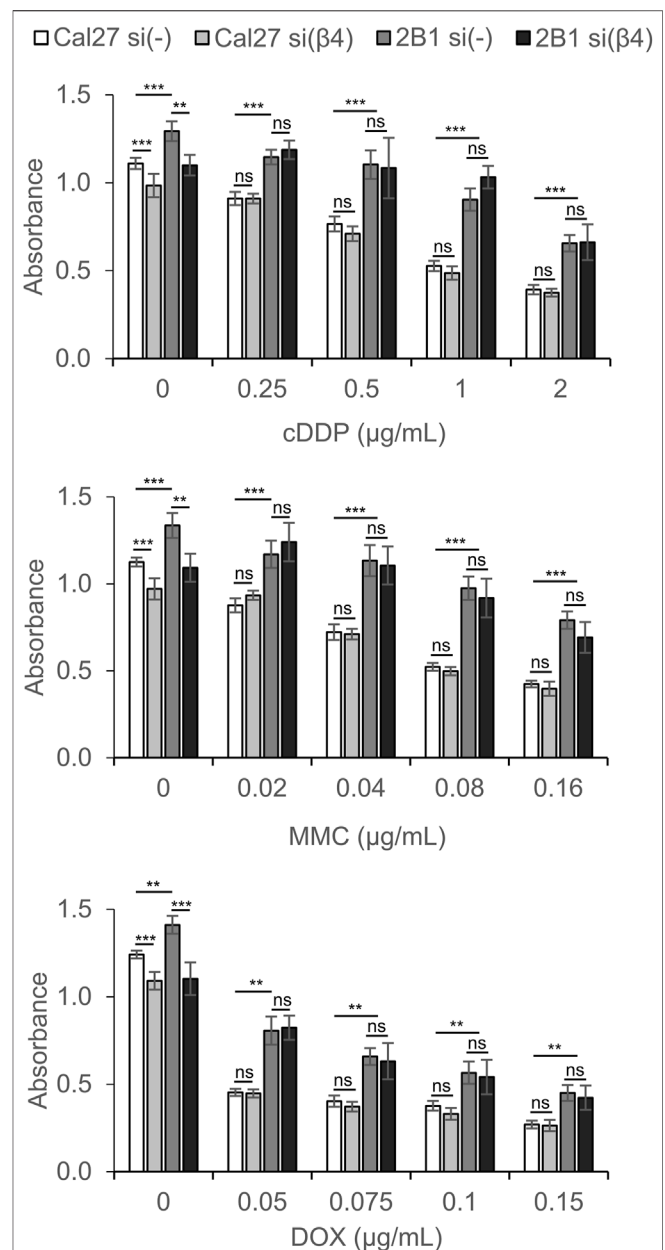 Cal27 si(-) Cal27 si(β4) 2B1 si(-) 2B1 si(β4)
1.5
1.0
0.5
0.0
Absorbance
*** *** *** **
*** ns ns
*** ns ns
*** ns ns
*** ns ns
0 0.25 0.5 1 2
cDDP (μg/mL)
1.5
1.0
0.5
0.0
Absorbance
*** *** **
*** ns ns
*** ns ns
*** ns ns
*** ns ns
0 0.02 0.04 0.08 0.16
MMC (μg/mL)
1.5
1.0
0.5
0.0
Absorbance
** *** ***
** ns ns
** ns ns
** ns ns
** ns ns
0 0.05 0.075 0.1 0.15
DOX (μg/mL)